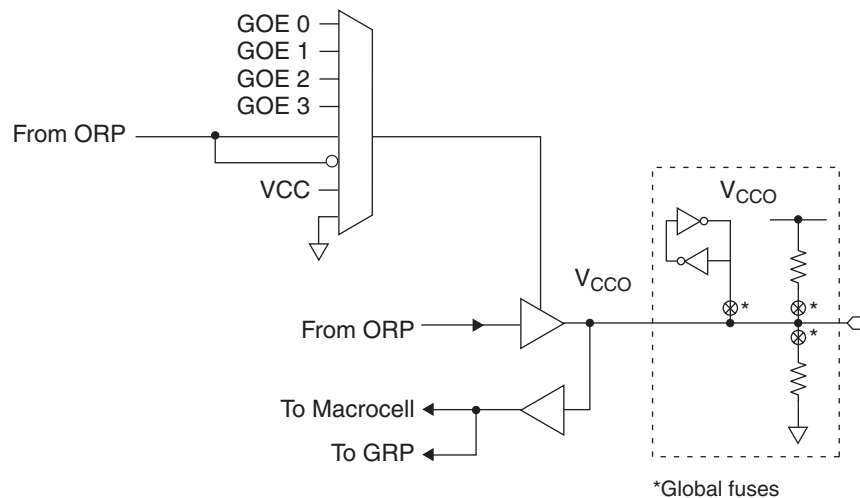 GOE 0
GOE 1
GOE 2
GOE 3
From ORP
VCC
VCCO
VCCO
*
*
*
From ORP
To Macrocell
To GRP
*Global fuses